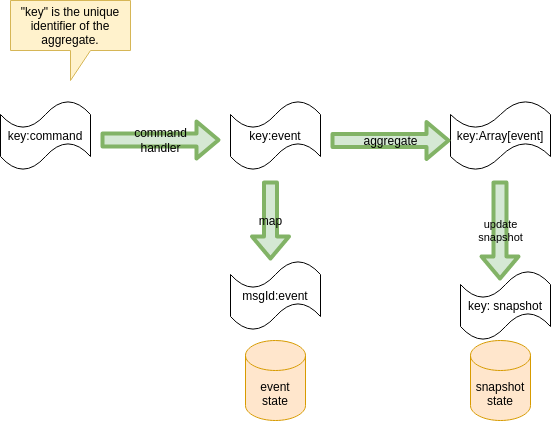 "key" is the unique
identifier of the
aggregate.
key:command
command
handler
key:event
aggregate
key:Array[event]
map
update
snapshot
msgId:event
key: snapshot
event
state
snapshot
state